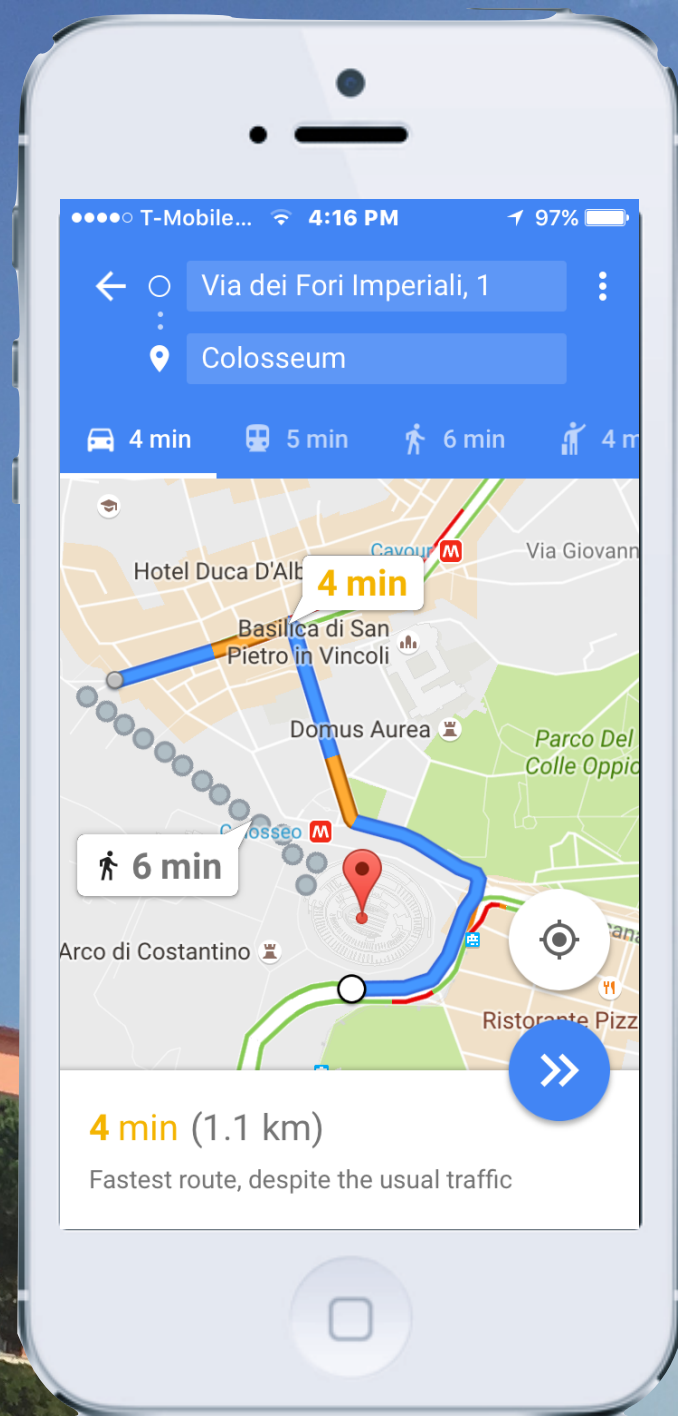 T-Mobile... 4:16 PM 97%
Via dei Fori Imperiali, 1
Colosseum
4 min 5 min 6 min 4 m
Cavour M
Via Giovann
Hotel Duca D'Alb
4 min
Basilica di San
Pietro in Vincoli
Domus Aurea
Parco Del
Colle Oppio
Colosseo M
6 min
Arco di Costantino
Ristorante Pizz
4 min (1.1 km)
Fastest route, despite the usual traffic